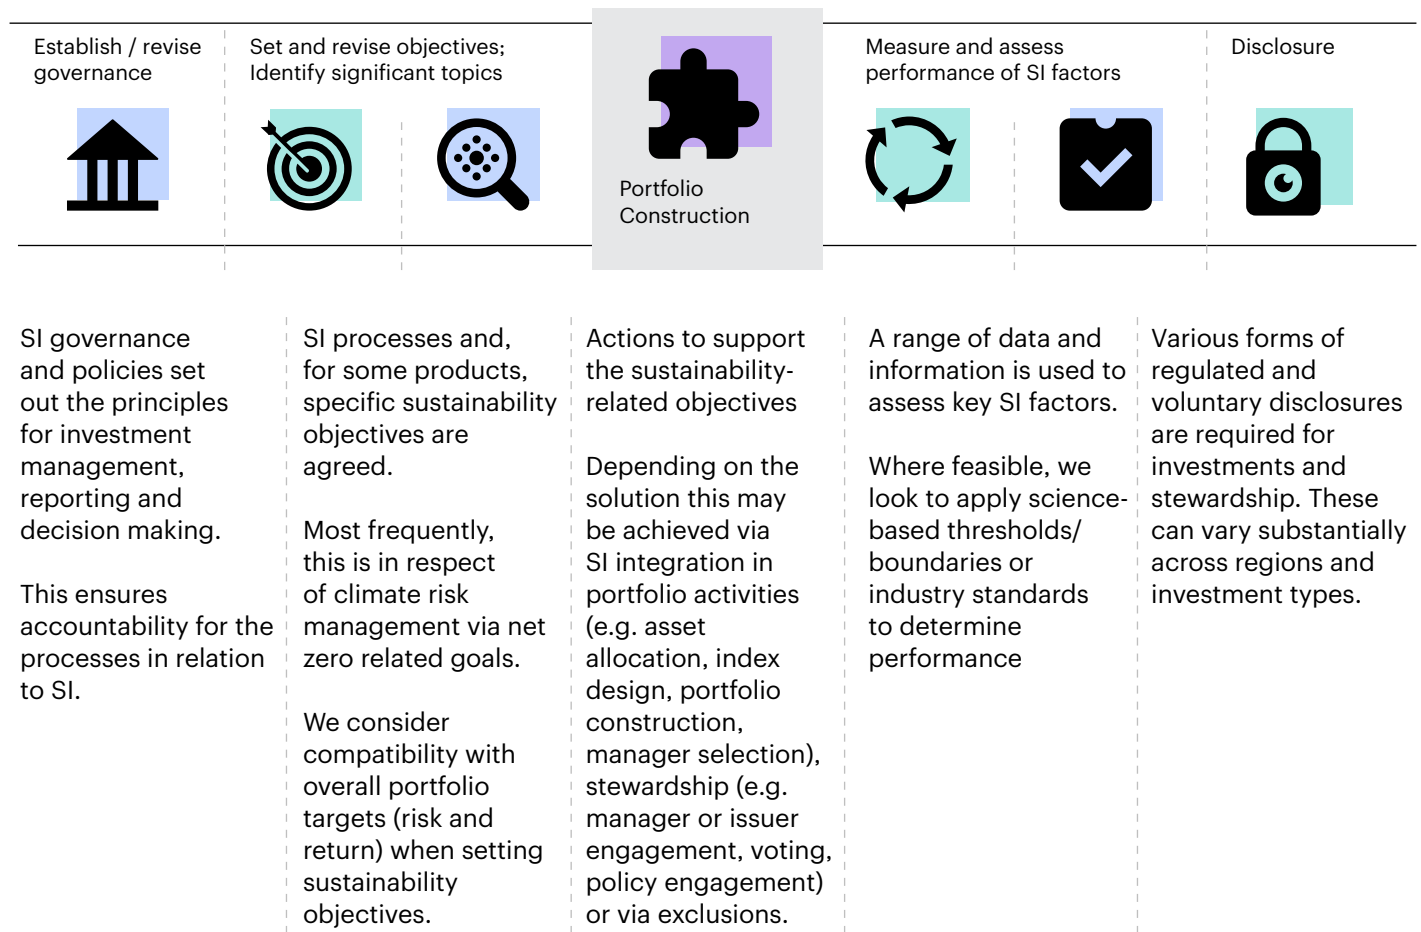 Establish / revise
governance
Set and revise objectives;
Identify significant topics
Portfolio
Construction
Measure and assess
performance of SI factors
Disclosure
SI governance
and policies set
out the principles
for investment
management,
reporting and
decision making.
This ensures
accountability for the
processes in relation
to SI.
SI processes and,
for some products,
specific sustainability
objectives are
agreed.
Most frequently,
this is in respect
of climate risk
management via net
zero related goals.
We consider
compatibility with
overall portfolio
targets (risk and
return) when setting
sustainability
objectives.
Actions to support
the sustainability-
related objectives
Depending on the
solution this may
be achieved via
SI integration in
portfolio activities
(e.g. asset
allocation, index
design, portfolio
construction,
manager selection),
stewardship (e.g.
manager or issuer
engagement, voting,
policy engagement)
or via exclusions.
A range of data and
information is used to
assess key SI factors.
Where feasible, we
look to apply science-
based thresholds/
boundaries or
industry standards
to determine
performance
Various forms of
regulated and
voluntary disclosures
are required for
investments and
stewardship. These
can vary substantially
across regions and
investment types.